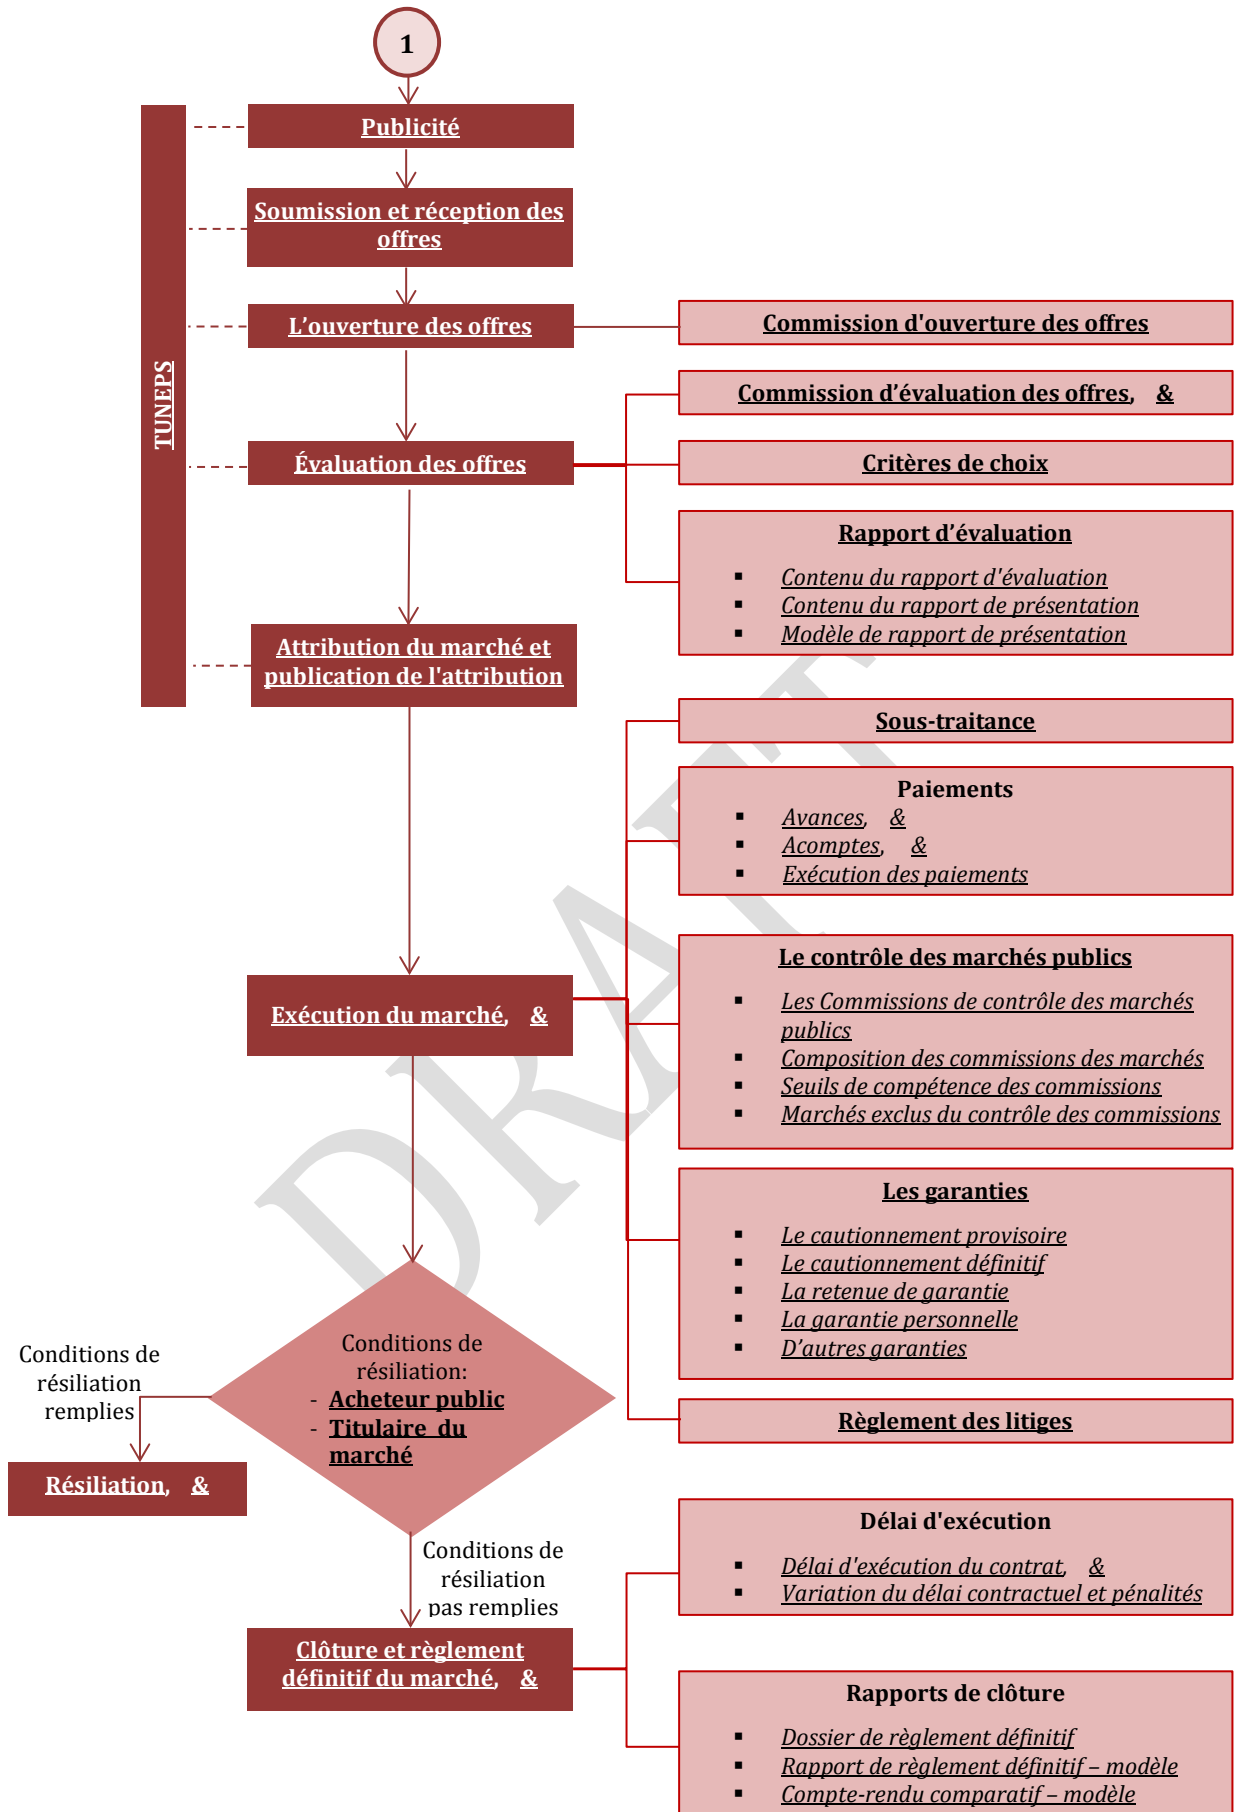 1
Publicité
Soumission et réception des
offres
L’ouverture des offres
Commission d'ouverture des offres
TUNEPS
Commission d’évaluation des offres,   &
Évaluation des offres
Critères de choix
Rapport d’évaluation
▪ Contenu du rapport d'évaluation
▪ Contenu du rapport de présentation
▪ Modèle de rapport de présentation
Attribution du marché et
publication de l'attribution
Sous-traitance
Paiements
▪ Avances,   &
▪ Acomptes,   &
▪ Exécution des paiements
Exécution du marché,   &
Le contrôle des marchés publics
▪ Les Commissions de contrôle des marchés
publics
▪ Composition des commissions des marchés
▪ Seuils de compétence des commissions
▪ Marchés exclus du contrôle des commissions
Les garanties
▪ Le cautionnement provisoire
▪ Le cautionnement définitif
▪ La retenue de garantie
▪ La garantie personnelle
▪ D’autres garanties
Règlement des litiges
Conditions de
résiliation:
- Acheteur public
- Titulaire du
marché
Conditions de
résiliation
remplies
Résiliation,   &
Conditions de
résiliation
pas remplies
Clôture et règlement
définitif du marché,   &
Délai d'exécution
▪ Délai d'exécution du contrat,   &
▪ Variation du délai contractuel et pénalités
Rapports de clôture
▪ Dossier de règlement définitif
▪ Rapport de règlement définitif – modèle
▪ Compte-rendu comparatif – modèle
DRAFT